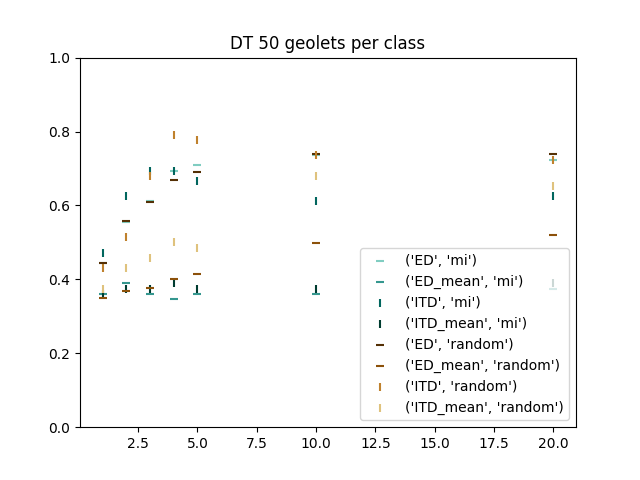 DT 50 geolets per class
1.0
0.8
0.6
0.4
0.2
0.0
('ED', 'mi')
('ED_mean', 'mi')
('ITD', 'mi')
('ITD_mean', 'mi')
('ED', 'random')
('ED_mean', 'random')
('ITD', 'random')
('ITD_mean', 'random')
2.5 5.0 7.5 10.0 12.5 15.0 17.5 20.0